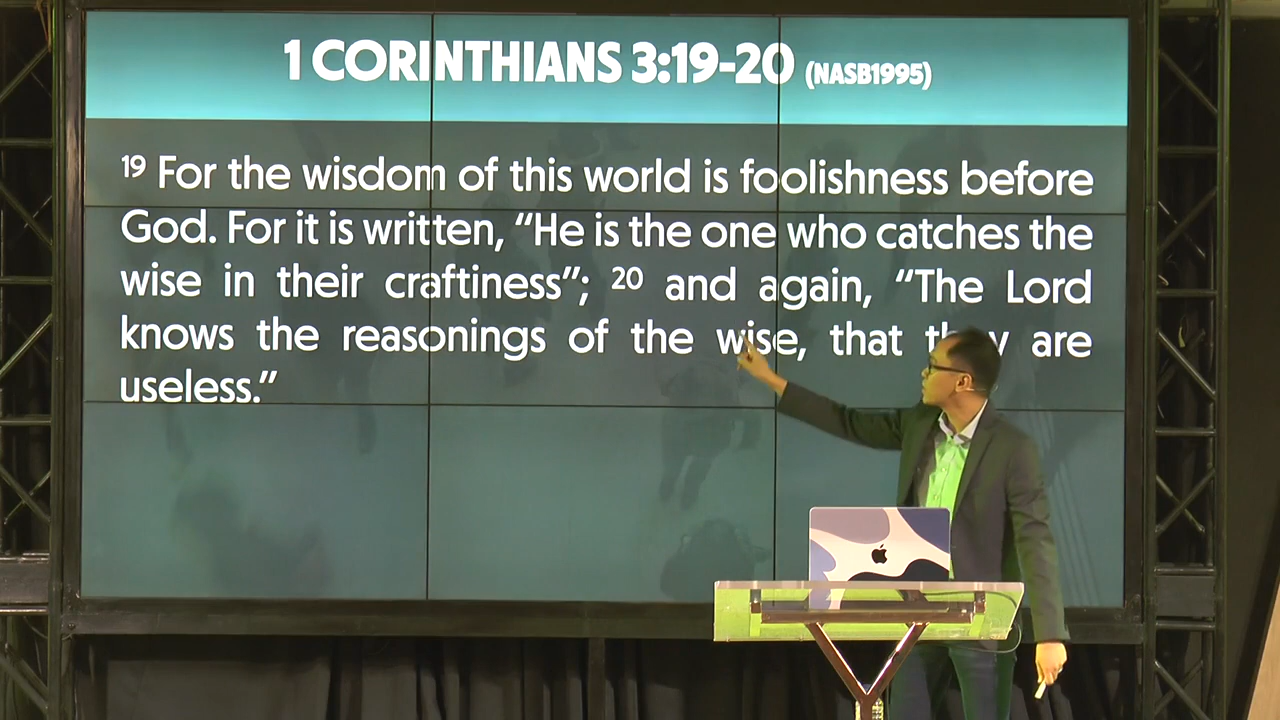 1 CORINTHIANS 3:19-20 (NASB1995)
19 For the wisdom of this world is foolishness before
God. For it is written, “He is the one who catches the
wise in their craftiness”; 20 and again, “The Lord
knows the reasonings of the wise, that they are
useless.”